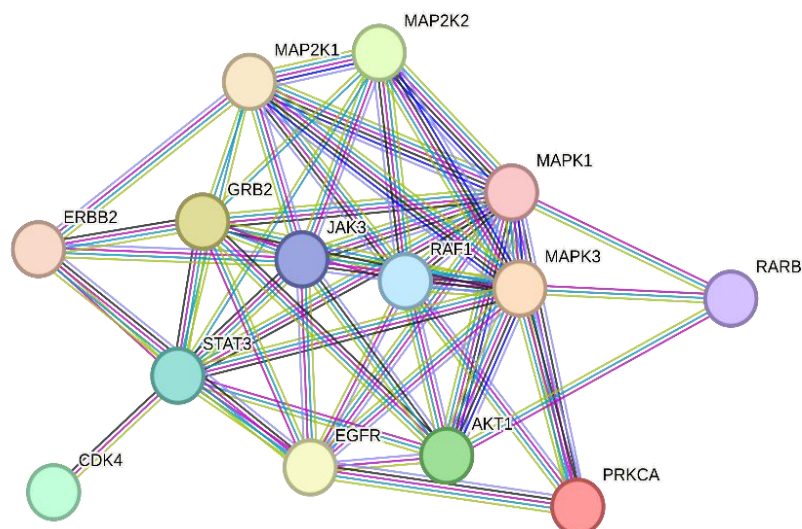 MAP2K2
MAP2K1
MAPK1
GRB2
ERBB2
JAK3
RAF1
MAPK3
RARB
STAT3
EGFR
AKT1
CDK4
PRKCA